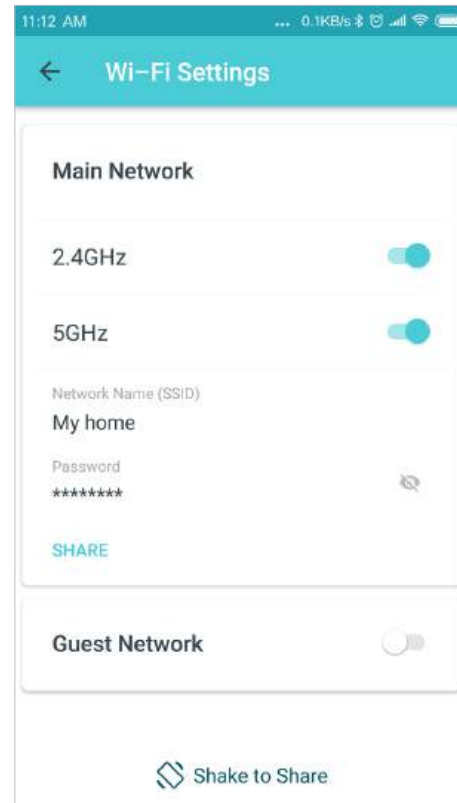 11:12 AM ... 0.1KB/s
Wi-Fi Settings
Main Network
2.4GHz
5GHz
Network Name (SSID)
My home
Password
********
SHARE
Guest Network
Shake to Share